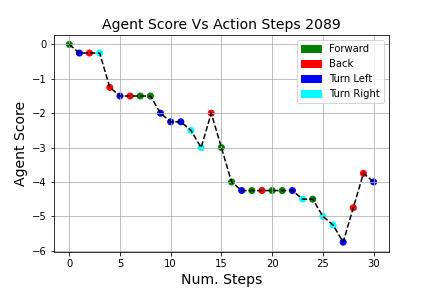 Agent Score Vs Action Steps 2089
Agent Score
0
−1
−2
−3
−4
−5
−6
Forward
Back
Turn Left
Turn Right
0 5 10 15 20 25 30
Num. Steps